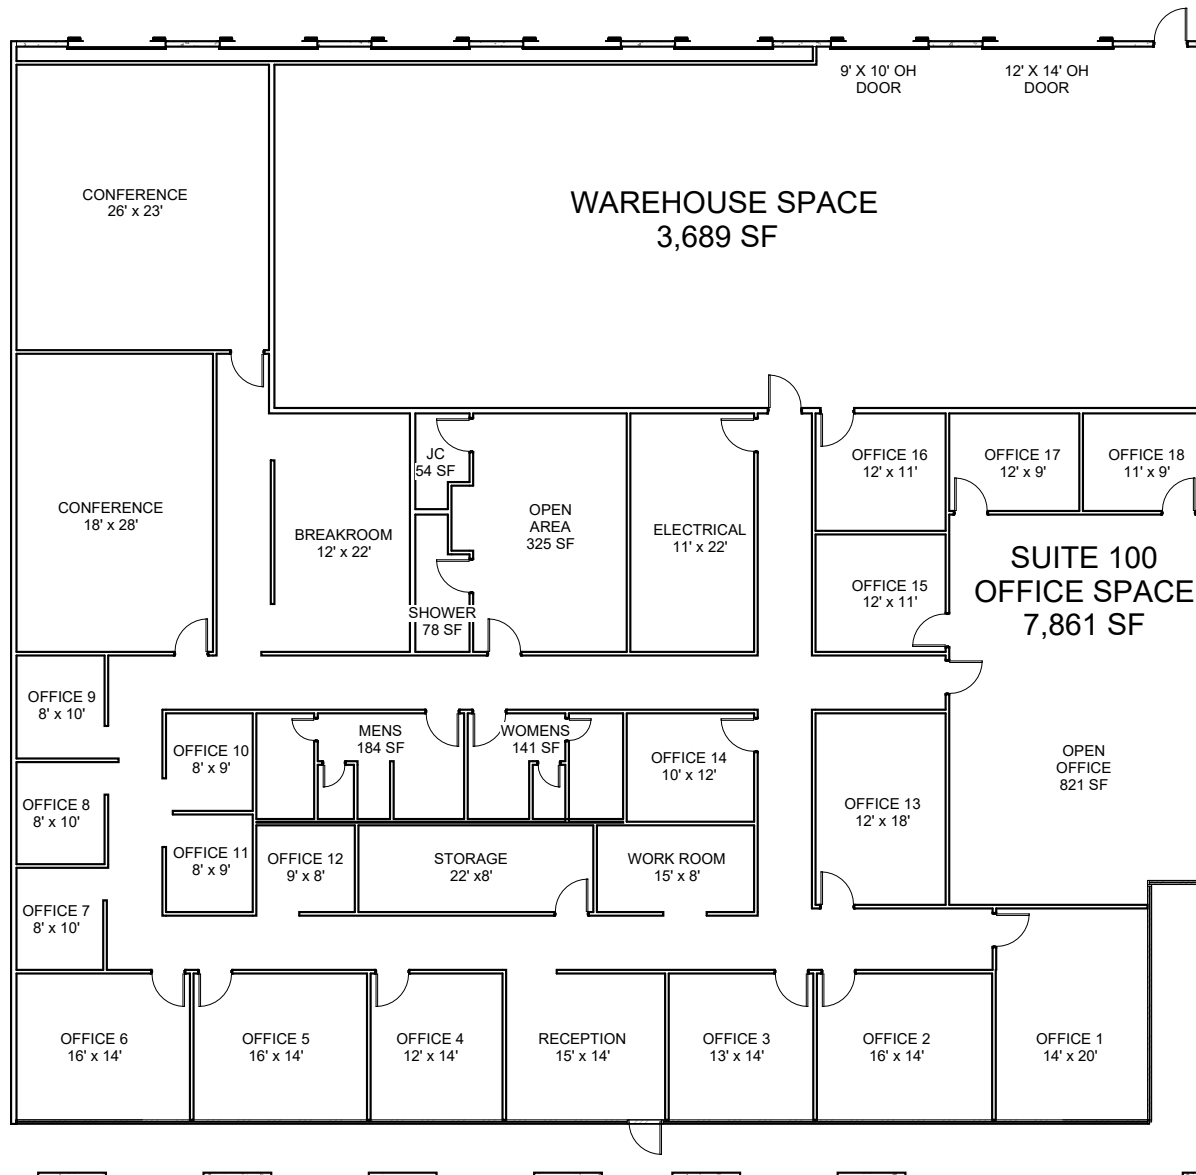 9' X 10' OH
DOOR
12' X 14' OH
DOOR
CONFERENCE
26' x 23'
WAREHOUSE SPACE
3,689 SF
CONFERENCE
18' x 28'
BREAKROOM
12' x 22'
JC
54 SF
SHOWER
78 SF
OPEN
AREA
325 SF
ELECTRICAL
11' x 22'
OFFICE 16
12' x 11'
OFFICE 17
12' x 9'
OFFICE 18
11' x 9'
OFFICE 15
12' x 11'
SUITE 100
OFFICE SPACE
7,861 SF
OFFICE 9
8' x 10'
OFFICE 10
8' x 9'
MENS
184 SF
WOMENS
141 SF
OFFICE 14
10' x 12'
OPEN
OFFICE
821 SF
OFFICE 8
8' x 10'
OFFICE 13
12' x 18'
OFFICE 11
8' x 9'
OFFICE 12
9' x 8'
STORAGE
22' x8'
WORK ROOM
15' x 8'
OFFICE 7
8' x 10'
OFFICE 6
16' x 14'
OFFICE 5
16' x 14'
OFFICE 4
12' x 14'
RECEPTION
15' x 14'
OFFICE 3
13' x 14'
OFFICE 2
16' x 14'
OFFICE 1
14' x 20'